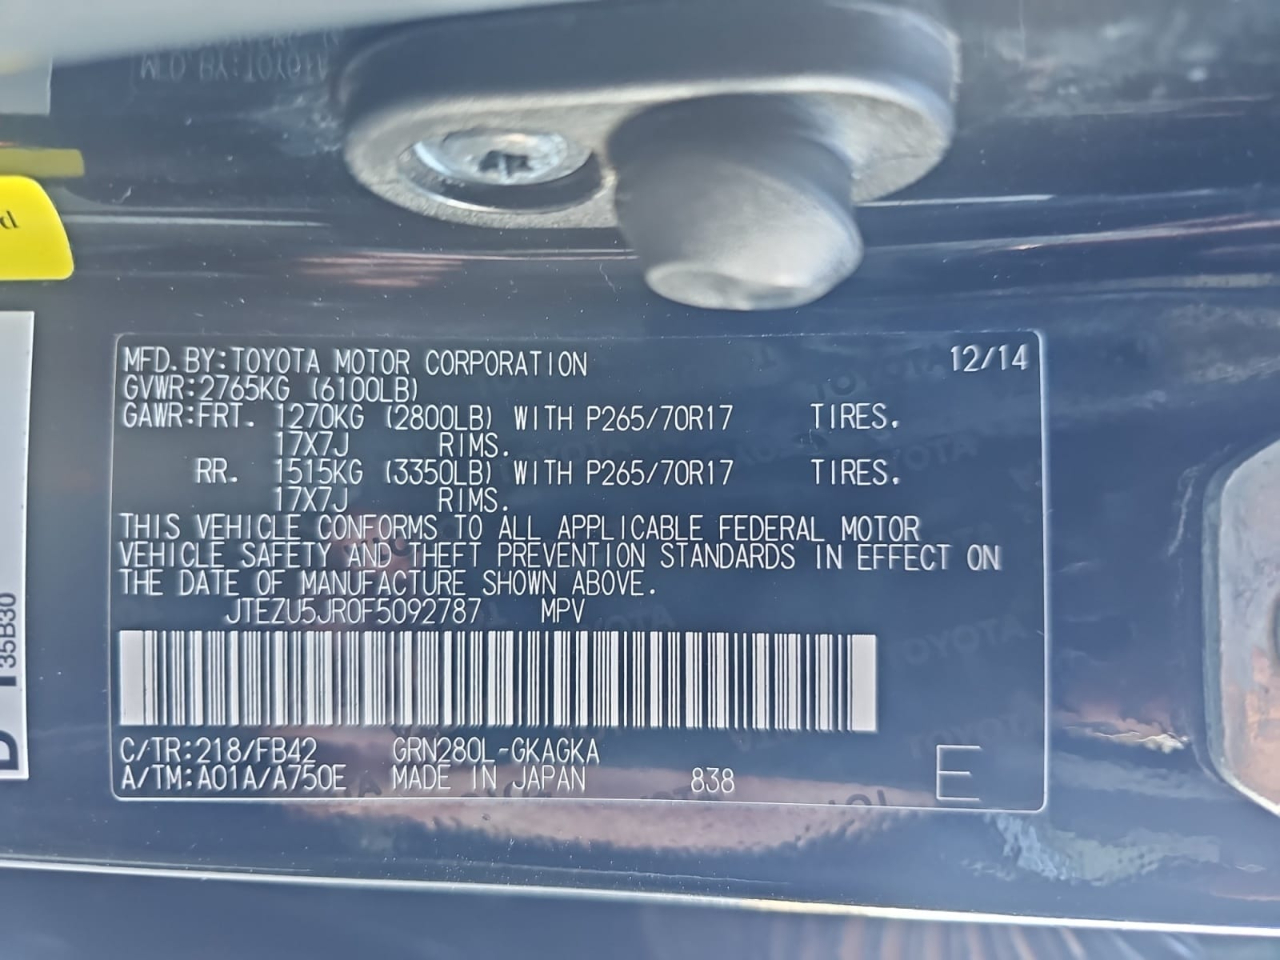 MFD.BY:TOYOTA MOTOR CORPORATION 12/14
GVWR:2765KG (6100LB)
GAWR:FRT. 1270KG (2800LB) WITH P265/70R17 TIRES.
17X7J RIMS.
RR. 1515KG (3350LB) WITH P265/70R17 TIRES.
17X7J RIMS.
THIS VEHICLE CONFORMS TO ALL APPLICABLE FEDERAL MOTOR
VEHICLE SAFETY AND THEFT PREVENTION STANDARDS IN EFFECT ON
THE DATE OF MANUFACTURE SHOWN ABOVE.
JTEZU5JR0F5092787 MPV
C/TR:218/FB42 GRN280L-GKAGKA
A/TM:A01A/A750E MADE IN JAPAN 838 E
35B30